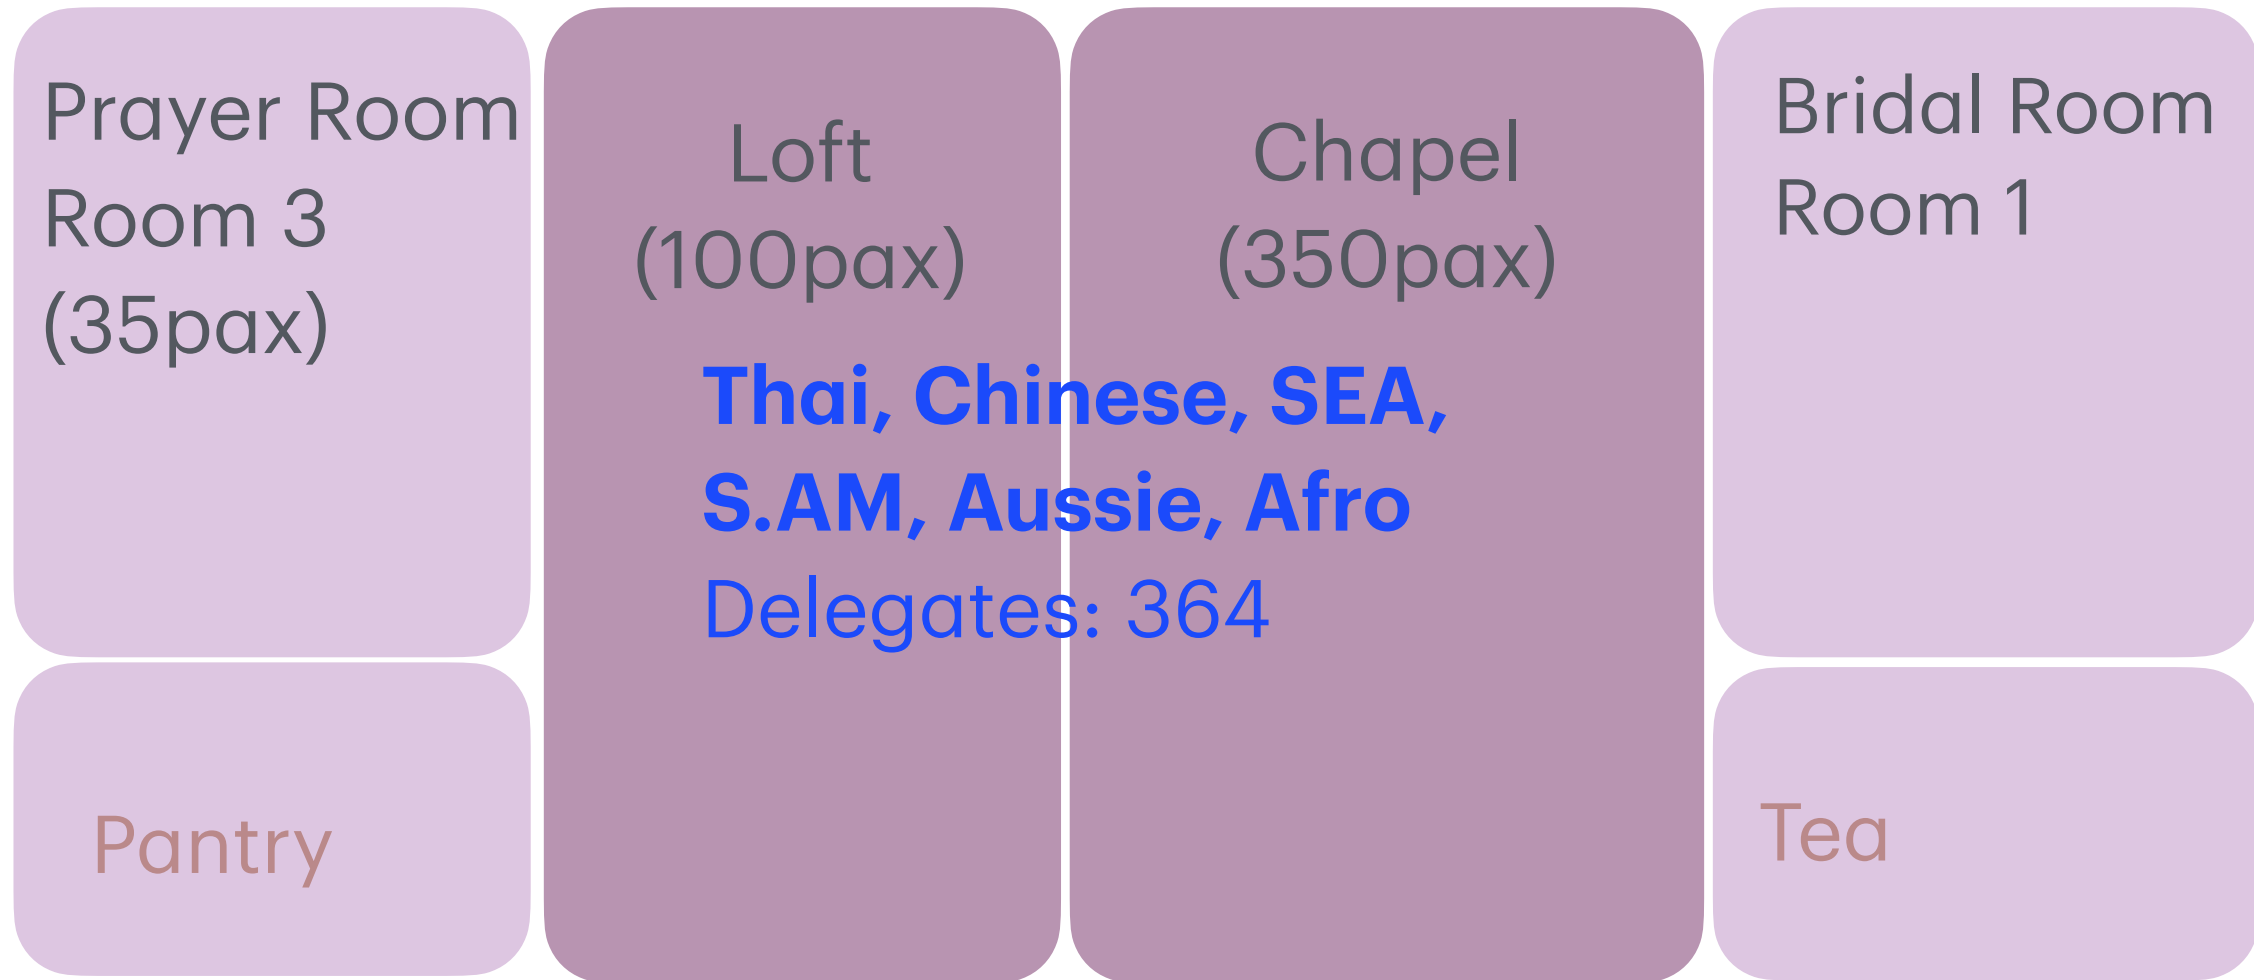 Prayer Room
Room 3
(35pax)
Loft
(100pax)
Chapel
(350pax)
Bridal Room
Room 1
Thai, Chinese, SEA,
S.AM, Aussie, Afro
Delegates: 364
Pantry
Tea